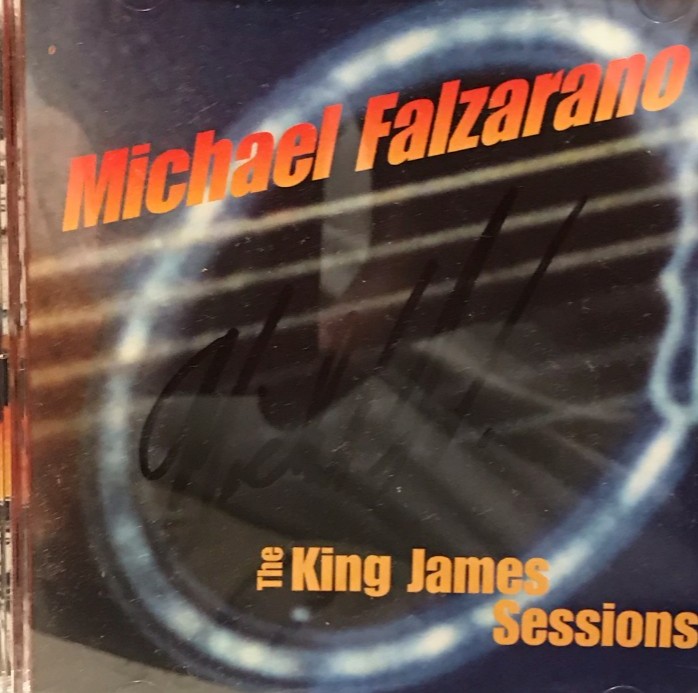 Michael Falzarano
The King James
Sessions